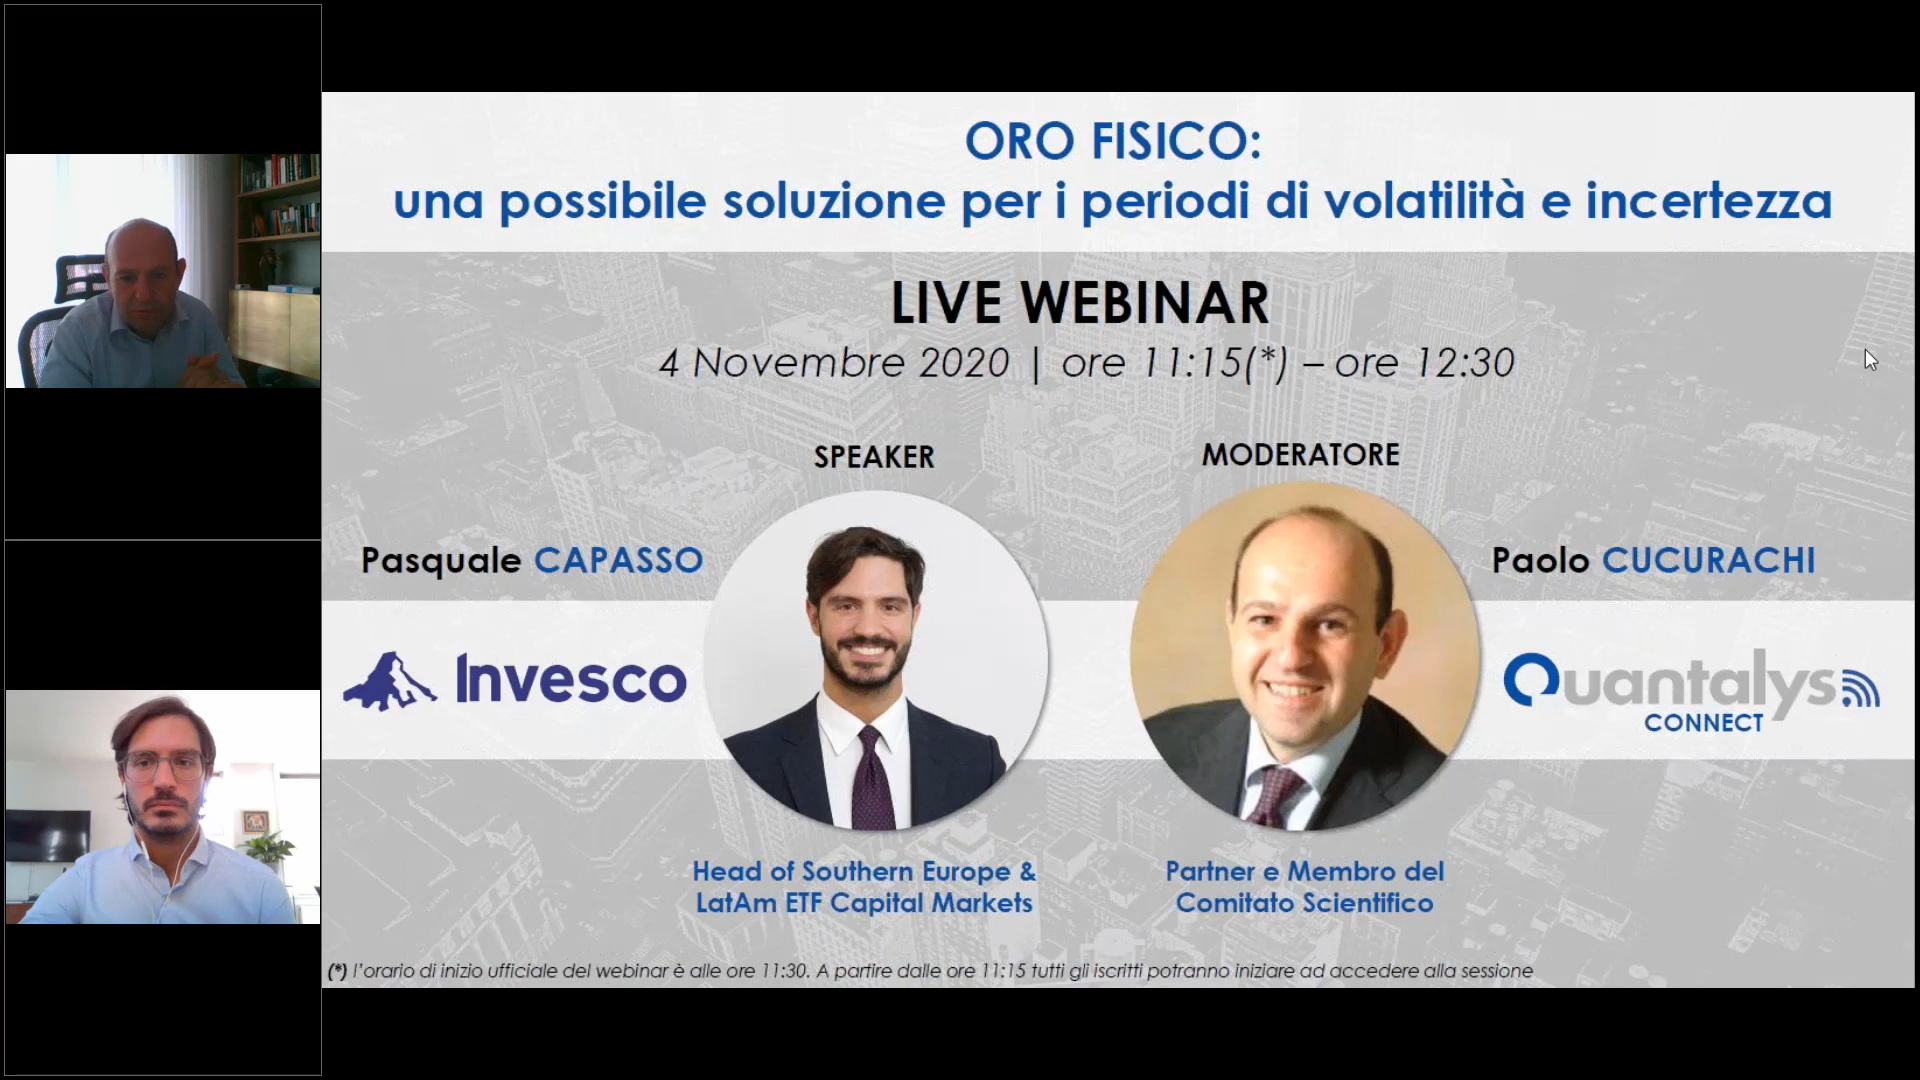 ORO FISICO:
una possibile soluzione per i periodi di volatilità e incertezza
LIVE WEBINAR
4 Novembre 2020 | ore 11:15(*) – ore 12:30
SPEAKER
MODERATORE
Pasquale CAPASSO
Paolo CUCURACHI
Invesco
Quantalys
CONNECT
Head of Southern Europe &
LatAm ETF Capital Markets
Partner e Membro del
Comitato Scientifico
(*) l'orario di inizio ufficiale del webinar è alle ore 11:30. A partire dalle ore 11:15 tutti gli iscritti potranno iniziare ad accedere alla sessione